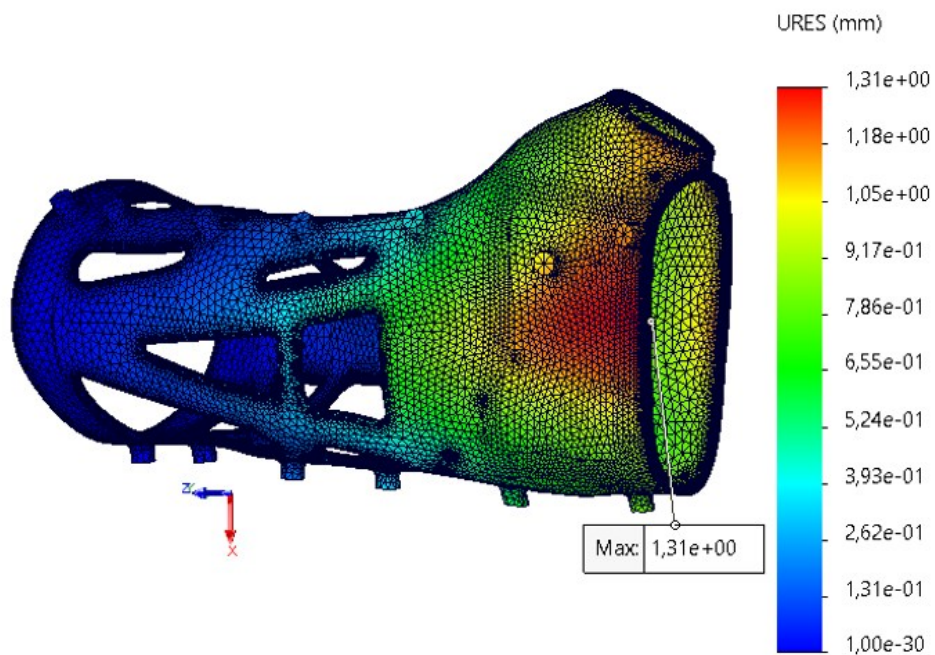 URES (mm)
1,31e+00
1,18e+00
1,05e+00
9,17e-01
7,86e-01
6,55e-01
5,24e-01
3,93e-01
2,62e-01
1,31e-01
1,00e-30
Z
X
Max: 1,31e+00